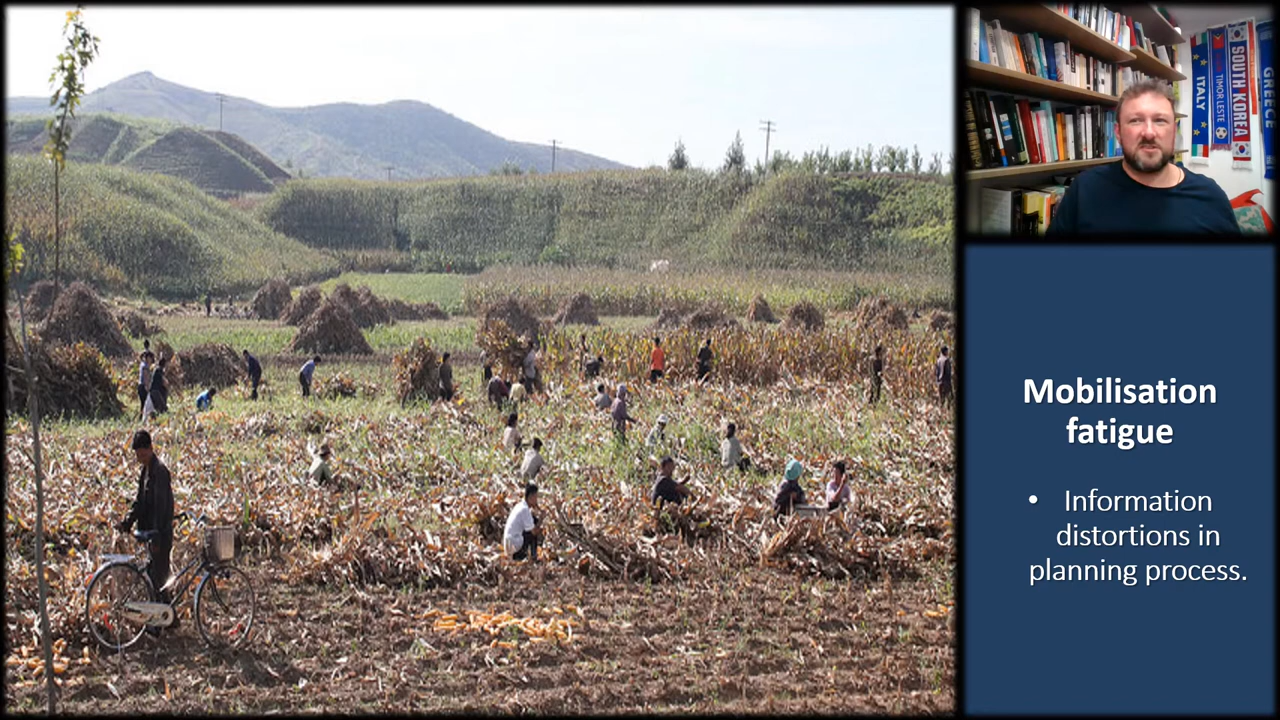 ITALY
TIMOR LESTE
SOUTH KOREA
GREECE
Mobilisation
fatigue
• Information
distortions in
planning process.